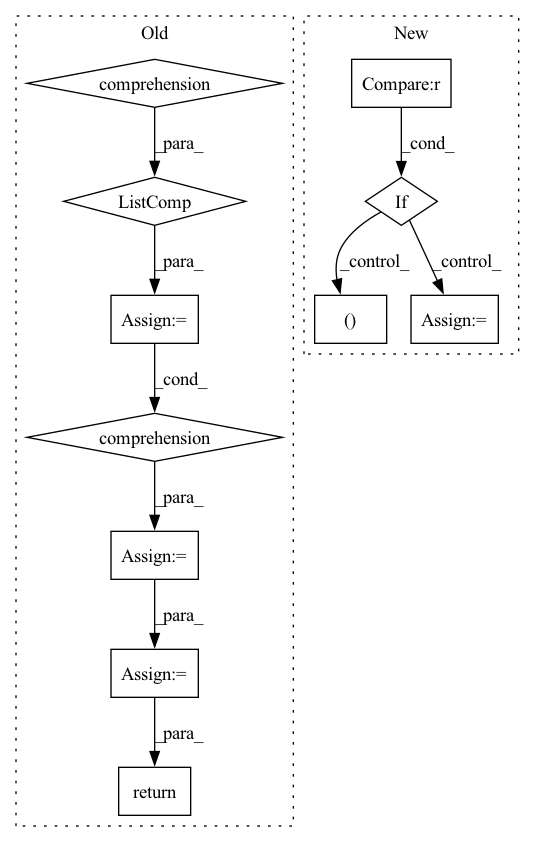 Old
comprehension
_para_
ListComp
_para_
Assign:=
_cond_
comprehension
_para_
Assign:=
_para_
Assign:=
_para_
return
New
Compare:r
_cond_
If
_control_
_control_
()
Assign:=